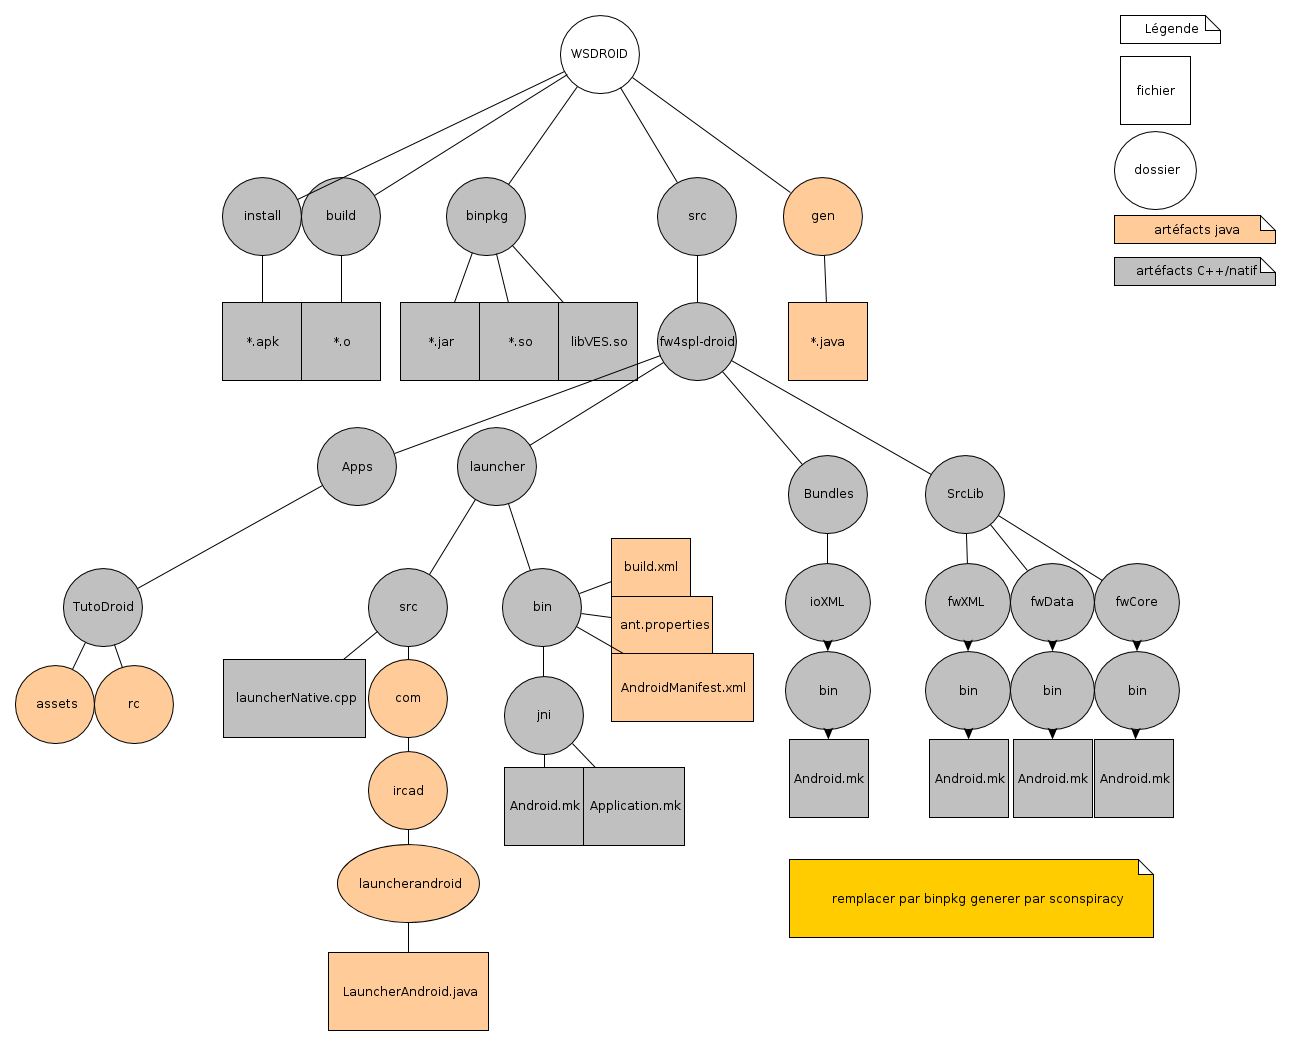 WSDROID
Légende
fichier
dossier
artéfacts java
artéfacts C++/natif
install
build
binpkg
src
gen
*.apk
*.o
*.jar
*.so
libVES.so
fw4spl-droid
*.java
Apps
launcher
Bundles
SrcLib
TutoDroid
src
bin
build.xml
ant.properties
AndroidManifest.xml
ioXML
fwXML
fwData
fwCore
assets
rc
launcherNative.cpp
com
jni
bin
bin
bin
bin
ircad
Android.mk
Application.mk
Android.mk
Android.mk
Android.mk
Android.mk
launcherandroid
remplacer par binpkg generer par sconspiracy
LauncherAndroid.java